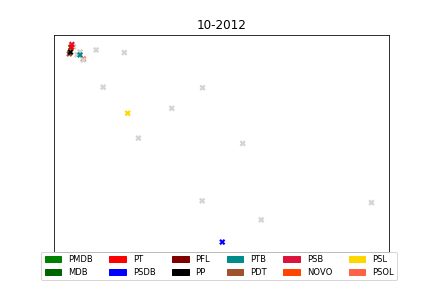 10-2012
PMDB PT PFL PTB PSB PSL
MDB PSDB PP PDT NOVO PSOL